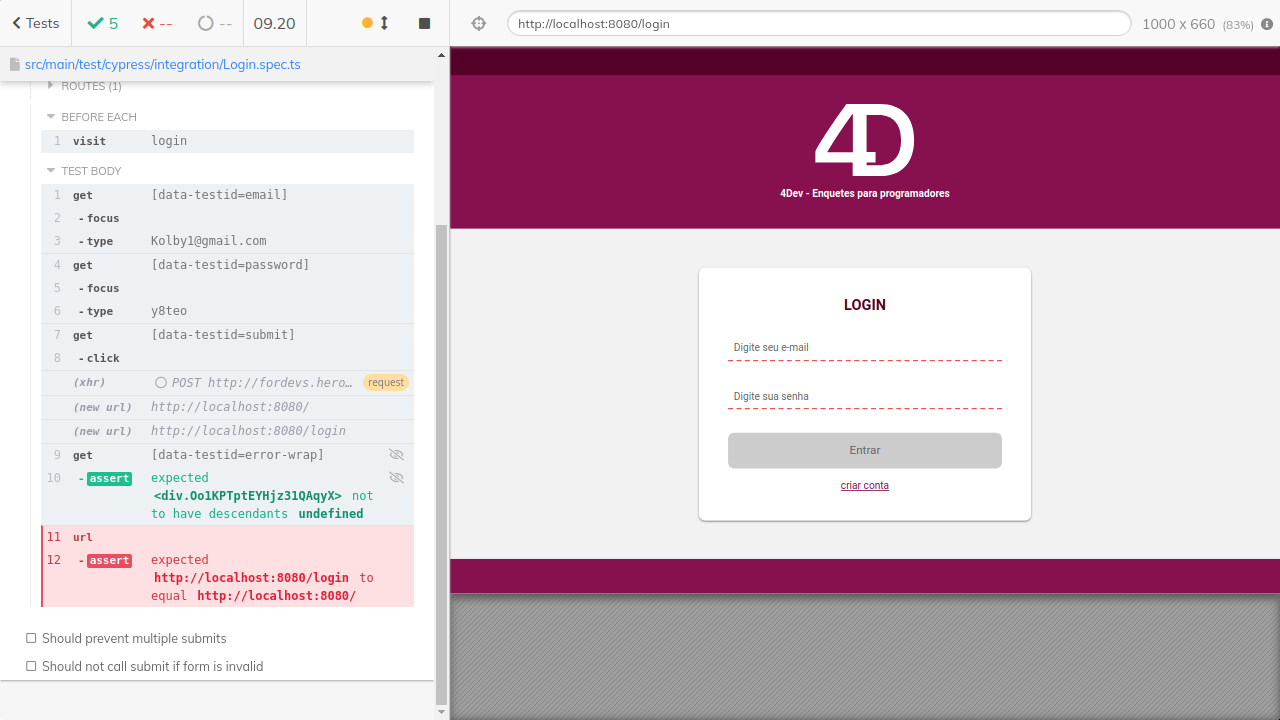 Tests
5
--
--
09.20
http://localhost:8080/login
1000 x 660 (83%)
src/main/test/cypress/integration/Login.spec.ts
ROUTES (1)
BEFORE EACH
1 visit login
TEST BODY
1 get [data-testid=email]
2 - focus
3 - type Kolby1@gmail.com
4 get [data-testid=password]
5 - focus
6 - type y8teo
7 get [data-testid=submit]
8 - click
(xhr) POST http://fordevs.hero… request
(new url) http://localhost:8080/
(new url) http://localhost:8080/login
9 get [data-testid=error-wrap]
10 - assert expected
<div.Oo1KPTptEYHjz31QAqyX> not
to have descendants undefined
11 url
12 - assert expected
http://localhost:8080/login to
equal http://localhost:8080/
Should prevent multiple submits
Should not call submit if form is invalid
4D
4Dev - Enquetes para programadores
LOGIN
Digite seu e-mail
Digite sua senha
Entrar
criar conta